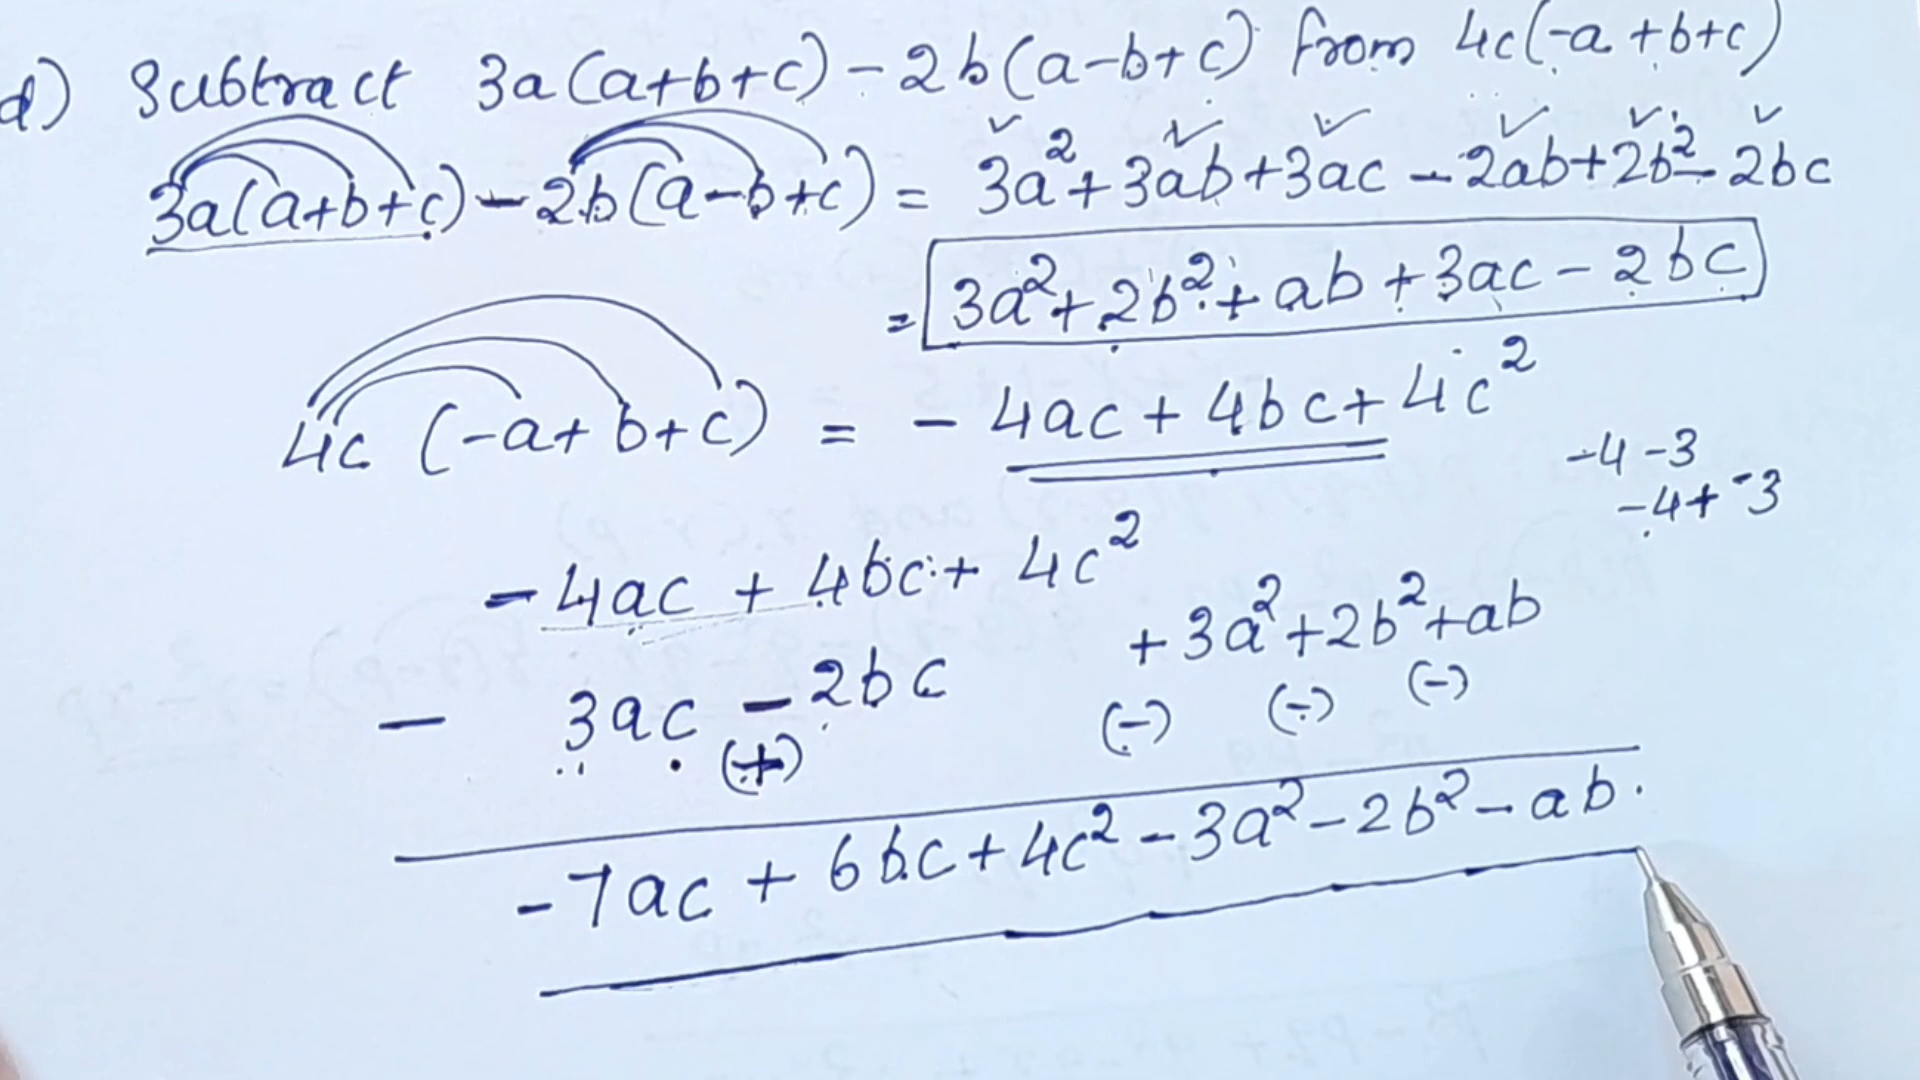 d) Subtract 3a(a+b+c) - 2b(a-b+c) from 4c(-a+b+c)
3a(a+b+c) - 2b(a-b+c) = 3a²+3ab+3ac - 2ab+2b²-2bc
= 3a²+2b²+ab+3ac-2bc
4c (-a+b+c) = -4ac+4bc+4c²
-4-3
-4+-3
-4ac + 4bc + 4c²
- 3ac -2bc +3a²+2b²+ab
(+) (-) (-) (-)
-7ac + 6bc+4c²-3a²-2b²-ab.